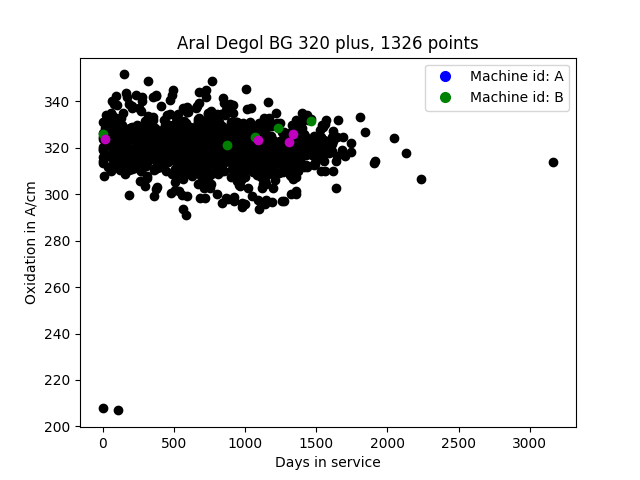 Aral Degol BG 320 plus, 1326 points
Machine id: A
Machine id: B
340
320
300
280
260
240
220
200
Oxidation in A/cm
0 500 1000 1500 2000 2500 3000
Days in service